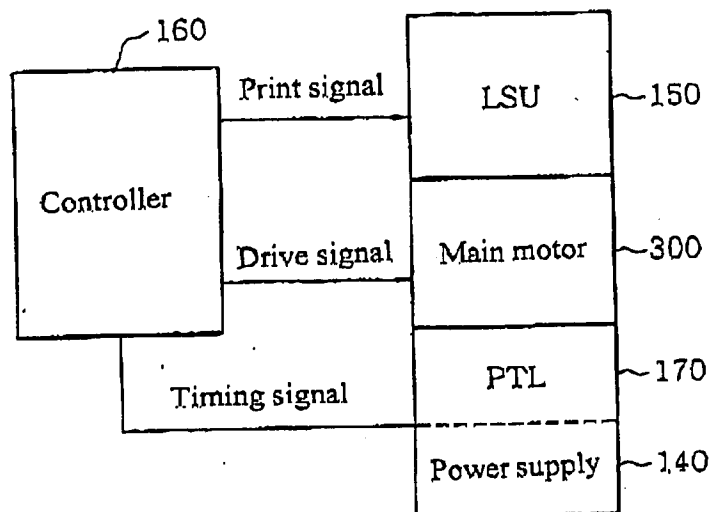 160
Print signal
LSU
150
Controller
Drive signal
Main motor
300
Timing signal
PTL
170
Power supply
140